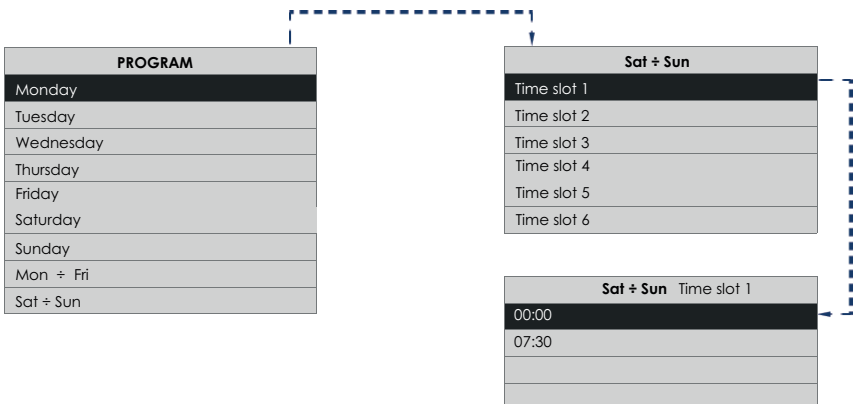 PROGRAM
Monday
Tuesday
Wednesday
Thursday
Friday
Saturday
Sunday
Mon ÷ Fri
Sat ÷ Sun
Sat ÷ Sun
Time slot 1
Time slot 2
Time slot 3
Time slot 4
Time slot 5
Time slot 6
Sat ÷ Sun Time slot 1
00:00
07:30